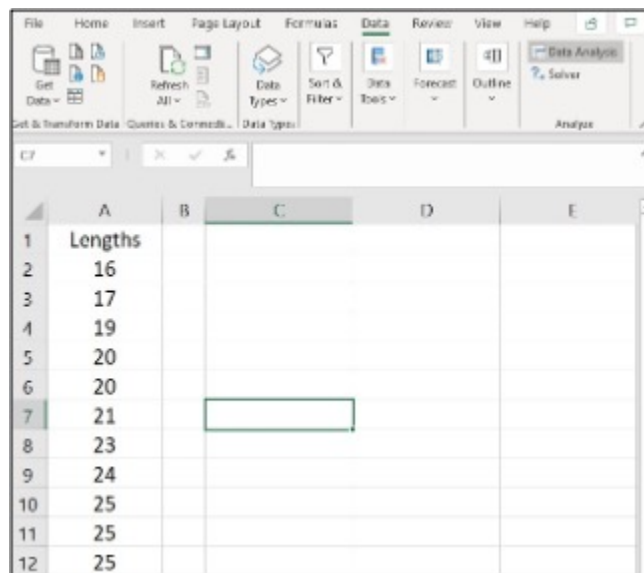 File Home Insert Page Layout Formulas Data Review View Help
Get Data
Refresh All
Data Types
Sort & Filter
Data Tools
Forecast
Outline
Data Analysis
Solver
Get & Transform Data Queries & Connecti... Data Types Analyze
C7 fx
A B C D E
1 Lengths
2 16
3 17
4 19
5 20
6 20
7 21
8 23
9 24
10 25
11 25
12 25